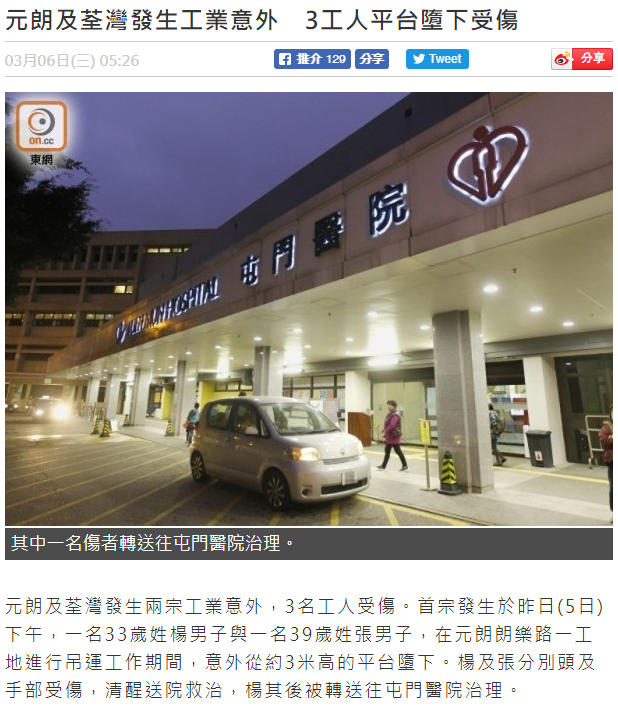 元朗及荃灣發生工業意外　3工人平台墮下受傷
03月06日(三) 05:26
推介 129
分享
Tweet
分享
on.cc
東網
屯門醫院
HOSPITAL
其中一名傷者轉送往屯門醫院治理。
元朗及荃灣發生兩宗工業意外，3名工人受傷。首宗發生於昨日(5日)
下午，一名33歲姓楊男子與一名39歲姓張男子，在元朗朗樂路一工
地進行吊運工作期間，意外從約3米高的平台墮下。楊及張分別頭及
手部受傷，清醒送院救治，楊其後被轉送往屯門醫院治理。